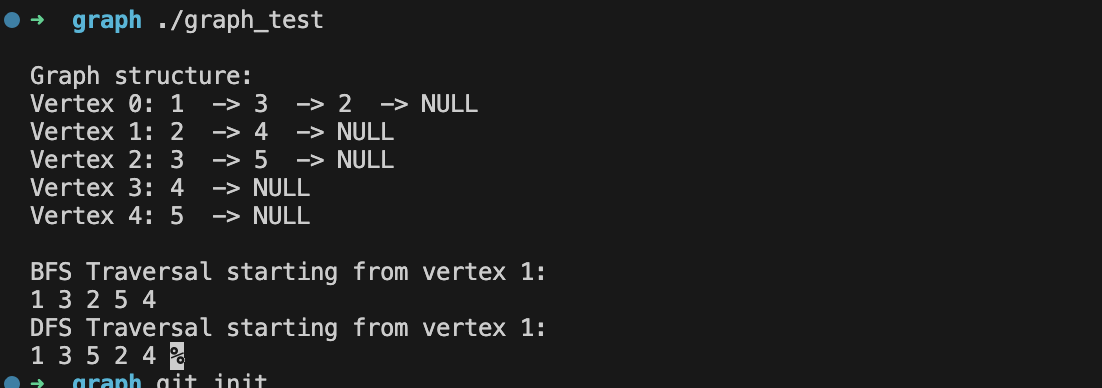 ➜ graph ./graph_test
Graph structure:
Vertex 0: 1 -> 3 -> 2 -> NULL
Vertex 1: 2 -> 4 -> NULL
Vertex 2: 3 -> 5 -> NULL
Vertex 3: 4 -> NULL
Vertex 4: 5 -> NULL
BFS Traversal starting from vertex 1:
1 3 2 5 4
DFS Traversal starting from vertex 1:
1 3 5 2 4 %
➜ graph git init